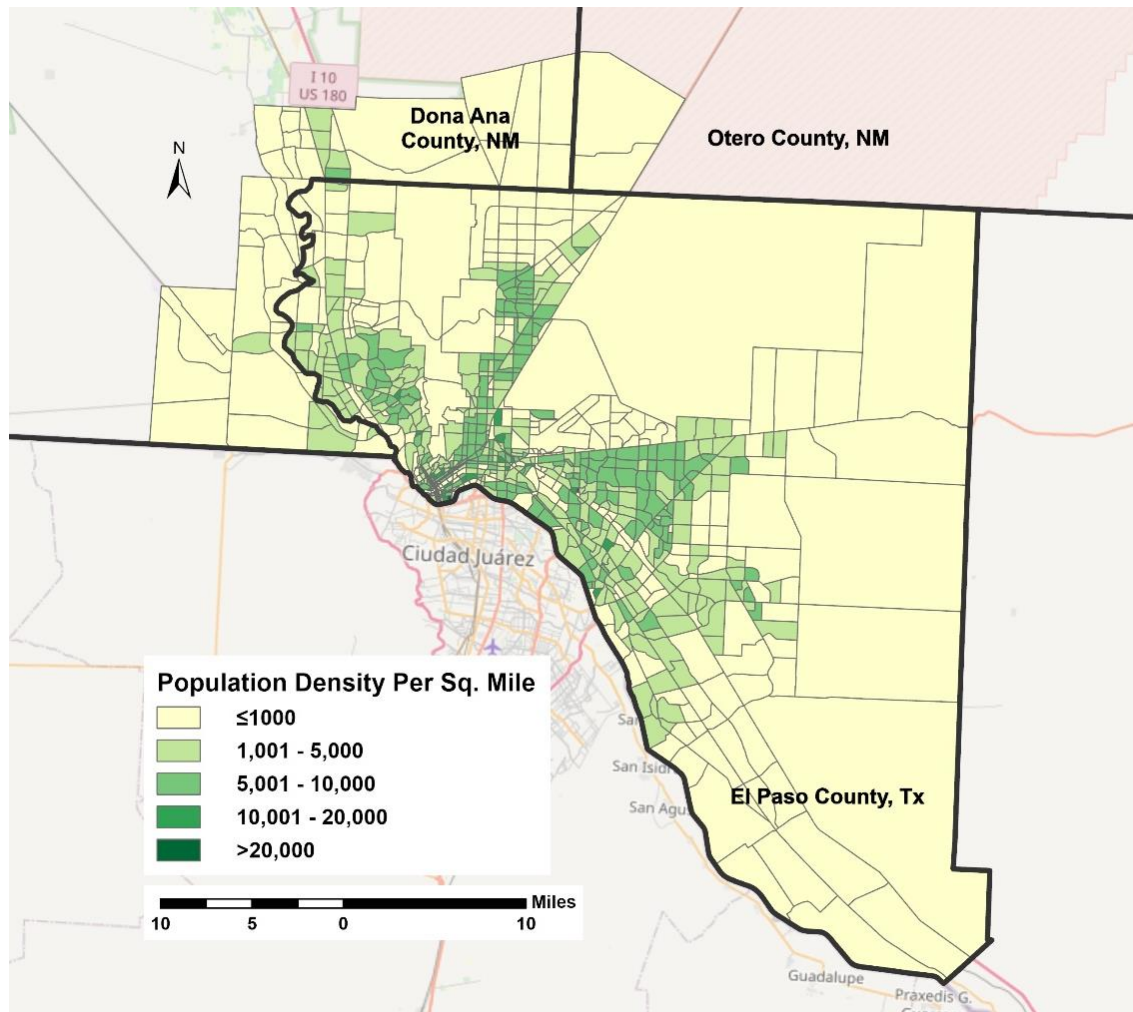 I 10
US 180
Dona Ana
County, NM
Otero County, NM
N
Ciudad Juárez
Population Density Per Sq. Mile
≤1000
1,001 - 5,000
5,001 - 10,000
10,001 - 20,000
>20,000
San Isid
San Agu
El Paso County, Tx
Miles
10 5 0 10
Guadalupe
Praxedis G.